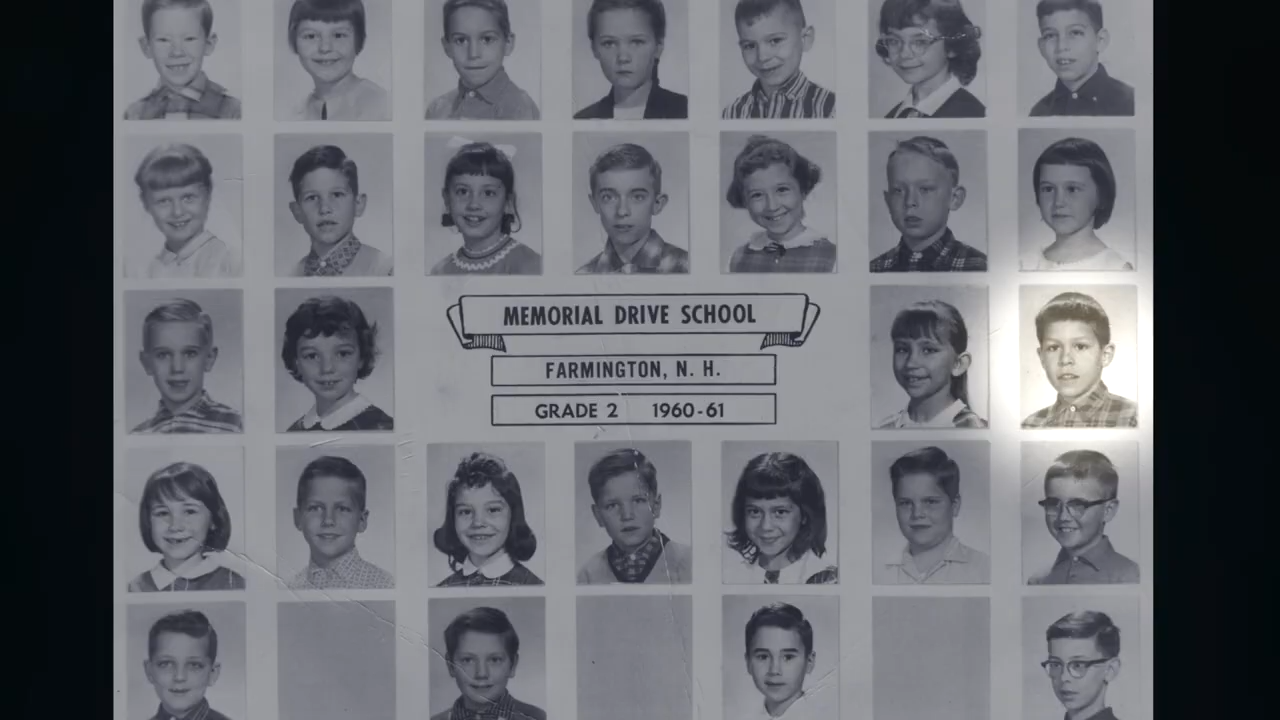 MEMORIAL DRIVE SCHOOL
FARMINGTON, N. H.
GRADE 2 1960-61